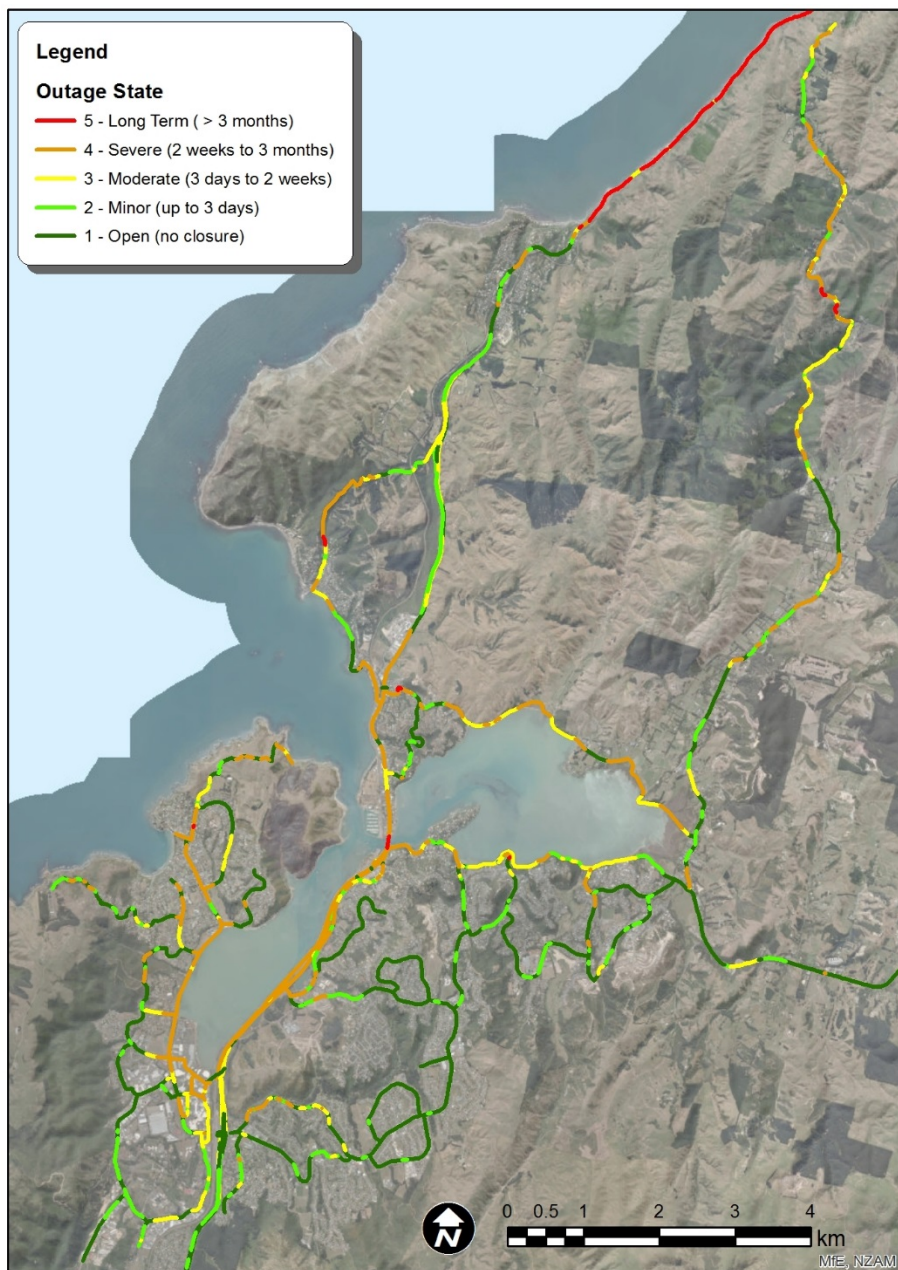 Legend
Outage State
5 - Long Term ( > 3 months)
4 - Severe (2 weeks to 3 months)
3 - Moderate (3 days to 2 weeks)
2 - Minor (up to 3 days)
1 - Open (no closure)
N
0 0.5 1 2 3 4
km
MfE, NZAM